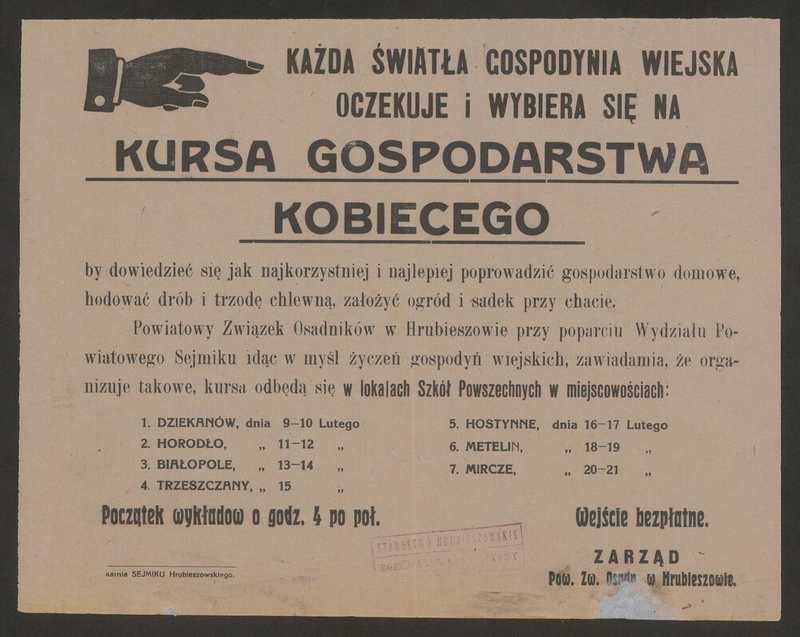 KAŻDA ŚWIATŁA GOSPODYNIA WIEJSKA
OCZEKUJE i WYBIERA SIĘ NA
KURSA GOSPODARSTWA
KOBIECEGO
by dowiedzieć się jak najkorzystniej i najlepiej poprowadzić gospodarstwo domowe,
hodować drób i trzodę chlewną, założyć ogród i sadek przy chacie.
Powiatowy Związek Osadników w Hrubieszowie przy poparciu Wydziału Po-
wiatowego Sejmiku idąc w myśl życzeń gospodyń wiejskich, zawiadamia, że orga-
nizuje takowe, kursa odbędą się w lokalach Szkół Powszechnych w miejscowościach:
1. DZIEKANÓW, dnia 9–10 Lutego
2. HORODŁO, „ 11–12 „
3. BIAŁOPOLE, „ 13–14 „
4. TRZESZCZANY, „ 15 „
5. HOSTYNNE, dnia 16–17 Lutego
6. METELIN, „ 18–19 „
7. MIRCZE, „ 20–21 „
Początek wykładow o godz. 4 po poł.
Wejście bezpłatne.
ZARZĄD
Pow. Zw. Osadn. w Hrubieszowie.
karnia SEJMIKU Hrubieszowskiego.